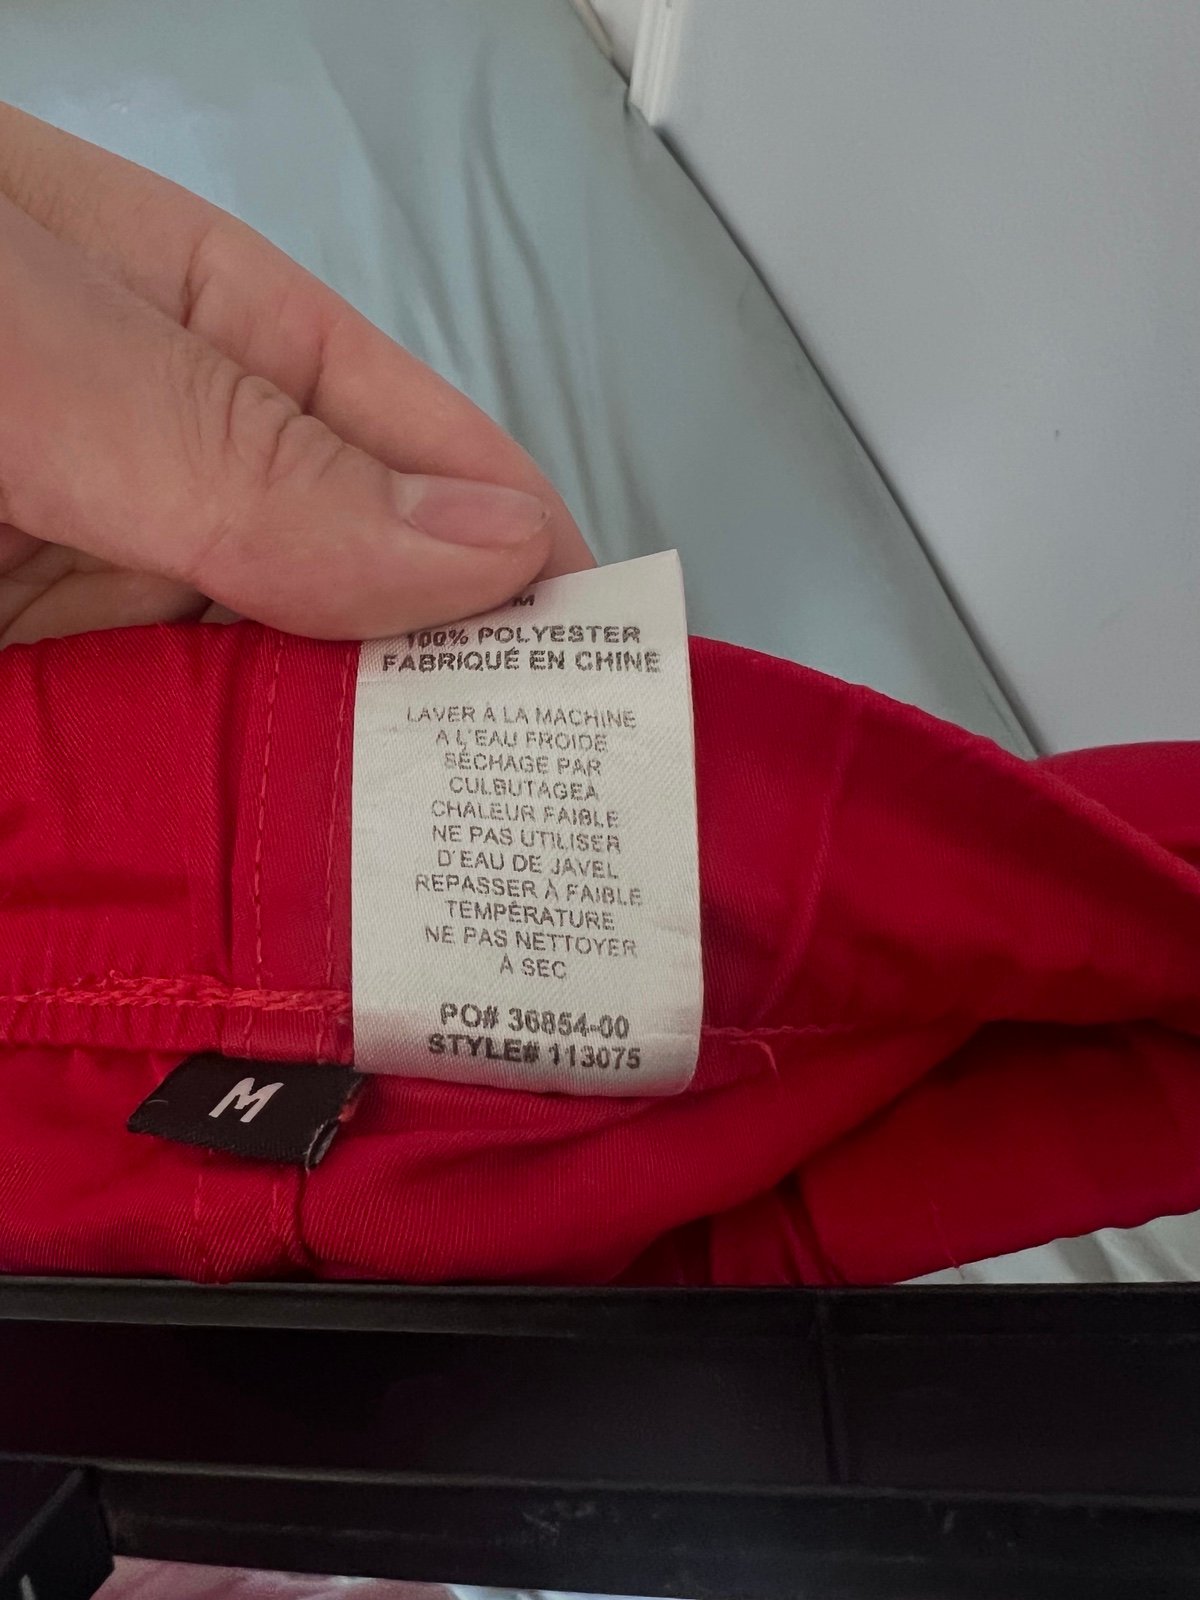 M
100% POLYESTER
FABRIQUÉ EN CHINE
LAVER A LA MACHINE
A L'EAU FROIDE
SÉCHAGE PAR
CULBUTAGEA
CHALEUR FAIBLE
NE PAS UTILISER
D'EAU DE JAVEL
REPASSER À FAIBLE
TEMPÉRATURE
NE PAS NETTOYER
À SEC
PO# 36854-00
STYLE# 113075
M